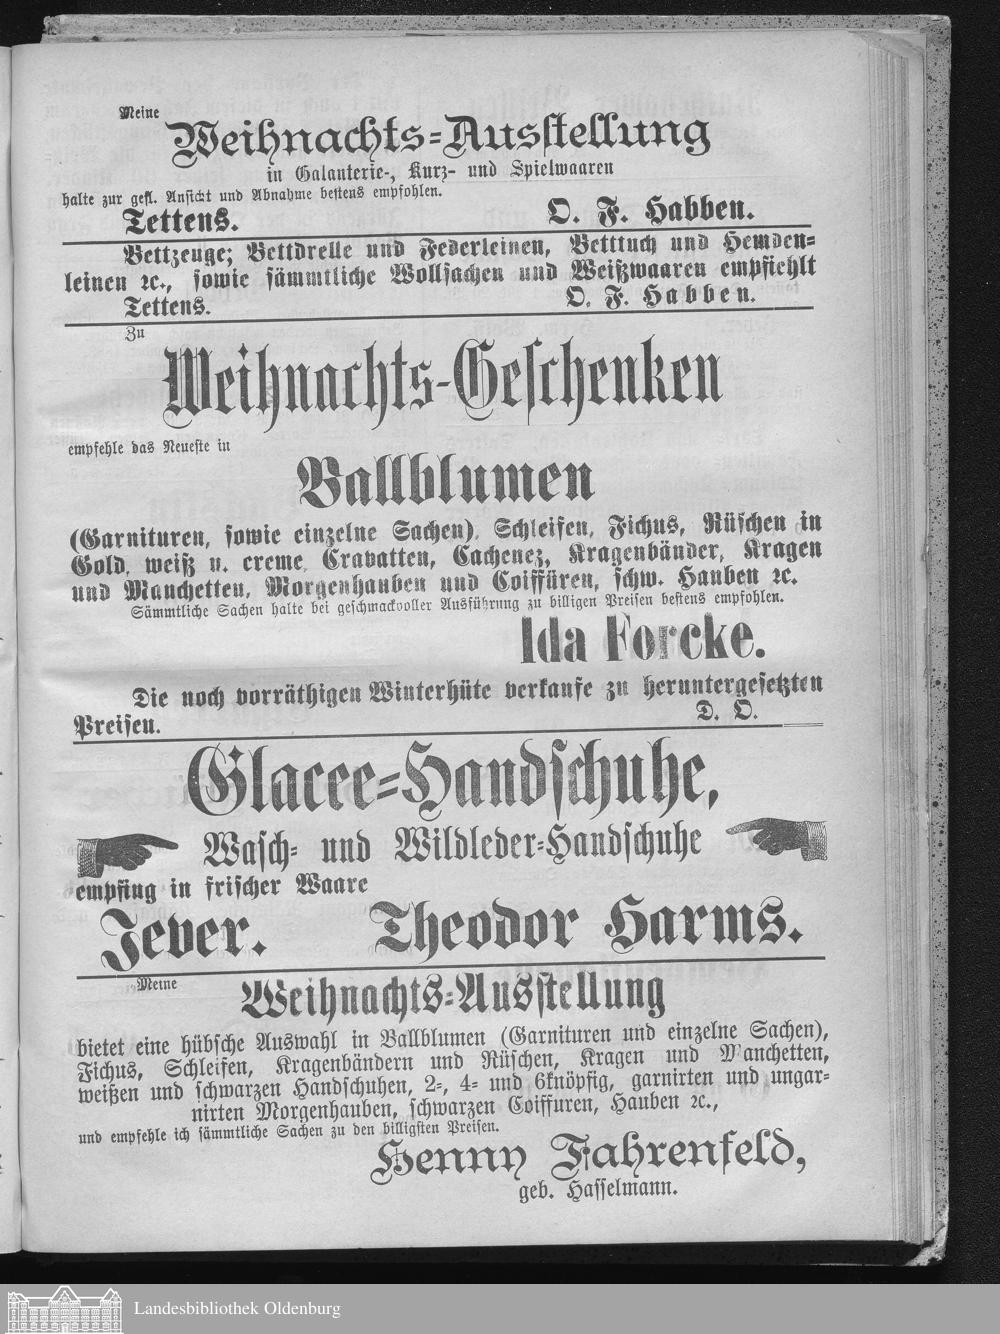 Meine
Weihnachts-Ausstellung
in Galanterie-, Kurz- und Spielwaaren
halte zur gefl. Ansicht und Abnahme bestens empfohlen.
Tettens. O. F. Habben.
Bettzeuge; Bettdrelle und Federleinen, Betttuch und Hemden-
leinen ꝛc., sowie sämmtliche Wollsachen und Weißwaaren empfiehlt
Tettens. O. F. Habben.
Zu
Weihnachts-Geschenken
empfehle das Neueste in
Ballblumen
(Garnituren, sowie einzelne Sachen), Schleifen, Fichus, Rüschen in
Gold, weiß u. creme, Cravatten, Cachenez, Kragenbänder, Kragen
und Manchetten, Morgenhauben und Coiffüren, schw. Hauben ꝛc.
Sämmtliche Sachen halte bei geschmackvoller Ausführung zu billigen Preisen bestens empfohlen.
Ida Forcke.
Die noch vorräthigen Winterhüte verkaufe zu heruntergesetzten
Preisen. D. O.
Glacee-Handschuhe,
Wasch- und Wildleder-Handschuhe
empfing in frischer Waare
Jever. Theodor Harms.
Meine
Weihnachts-Ausstellung
bietet eine hübsche Auswahl in Ballblumen (Garnituren und einzelne Sachen),
Fichus, Schleifen, Kragenbändern und Rüschen, Kragen und Manchetten,
weißen und schwarzen Handschuhen, 2-, 4- und 6knöpfig, garnirten und ungar-
nirten Morgenhauben, schwarzen Coiffuren, Hauben ꝛc.,
und empfehle ich sämmtliche Sachen zu den billigsten Preisen.
Henny Fahrenfeld,
geb. Hasselmann.
Landesbibliothek Oldenburg